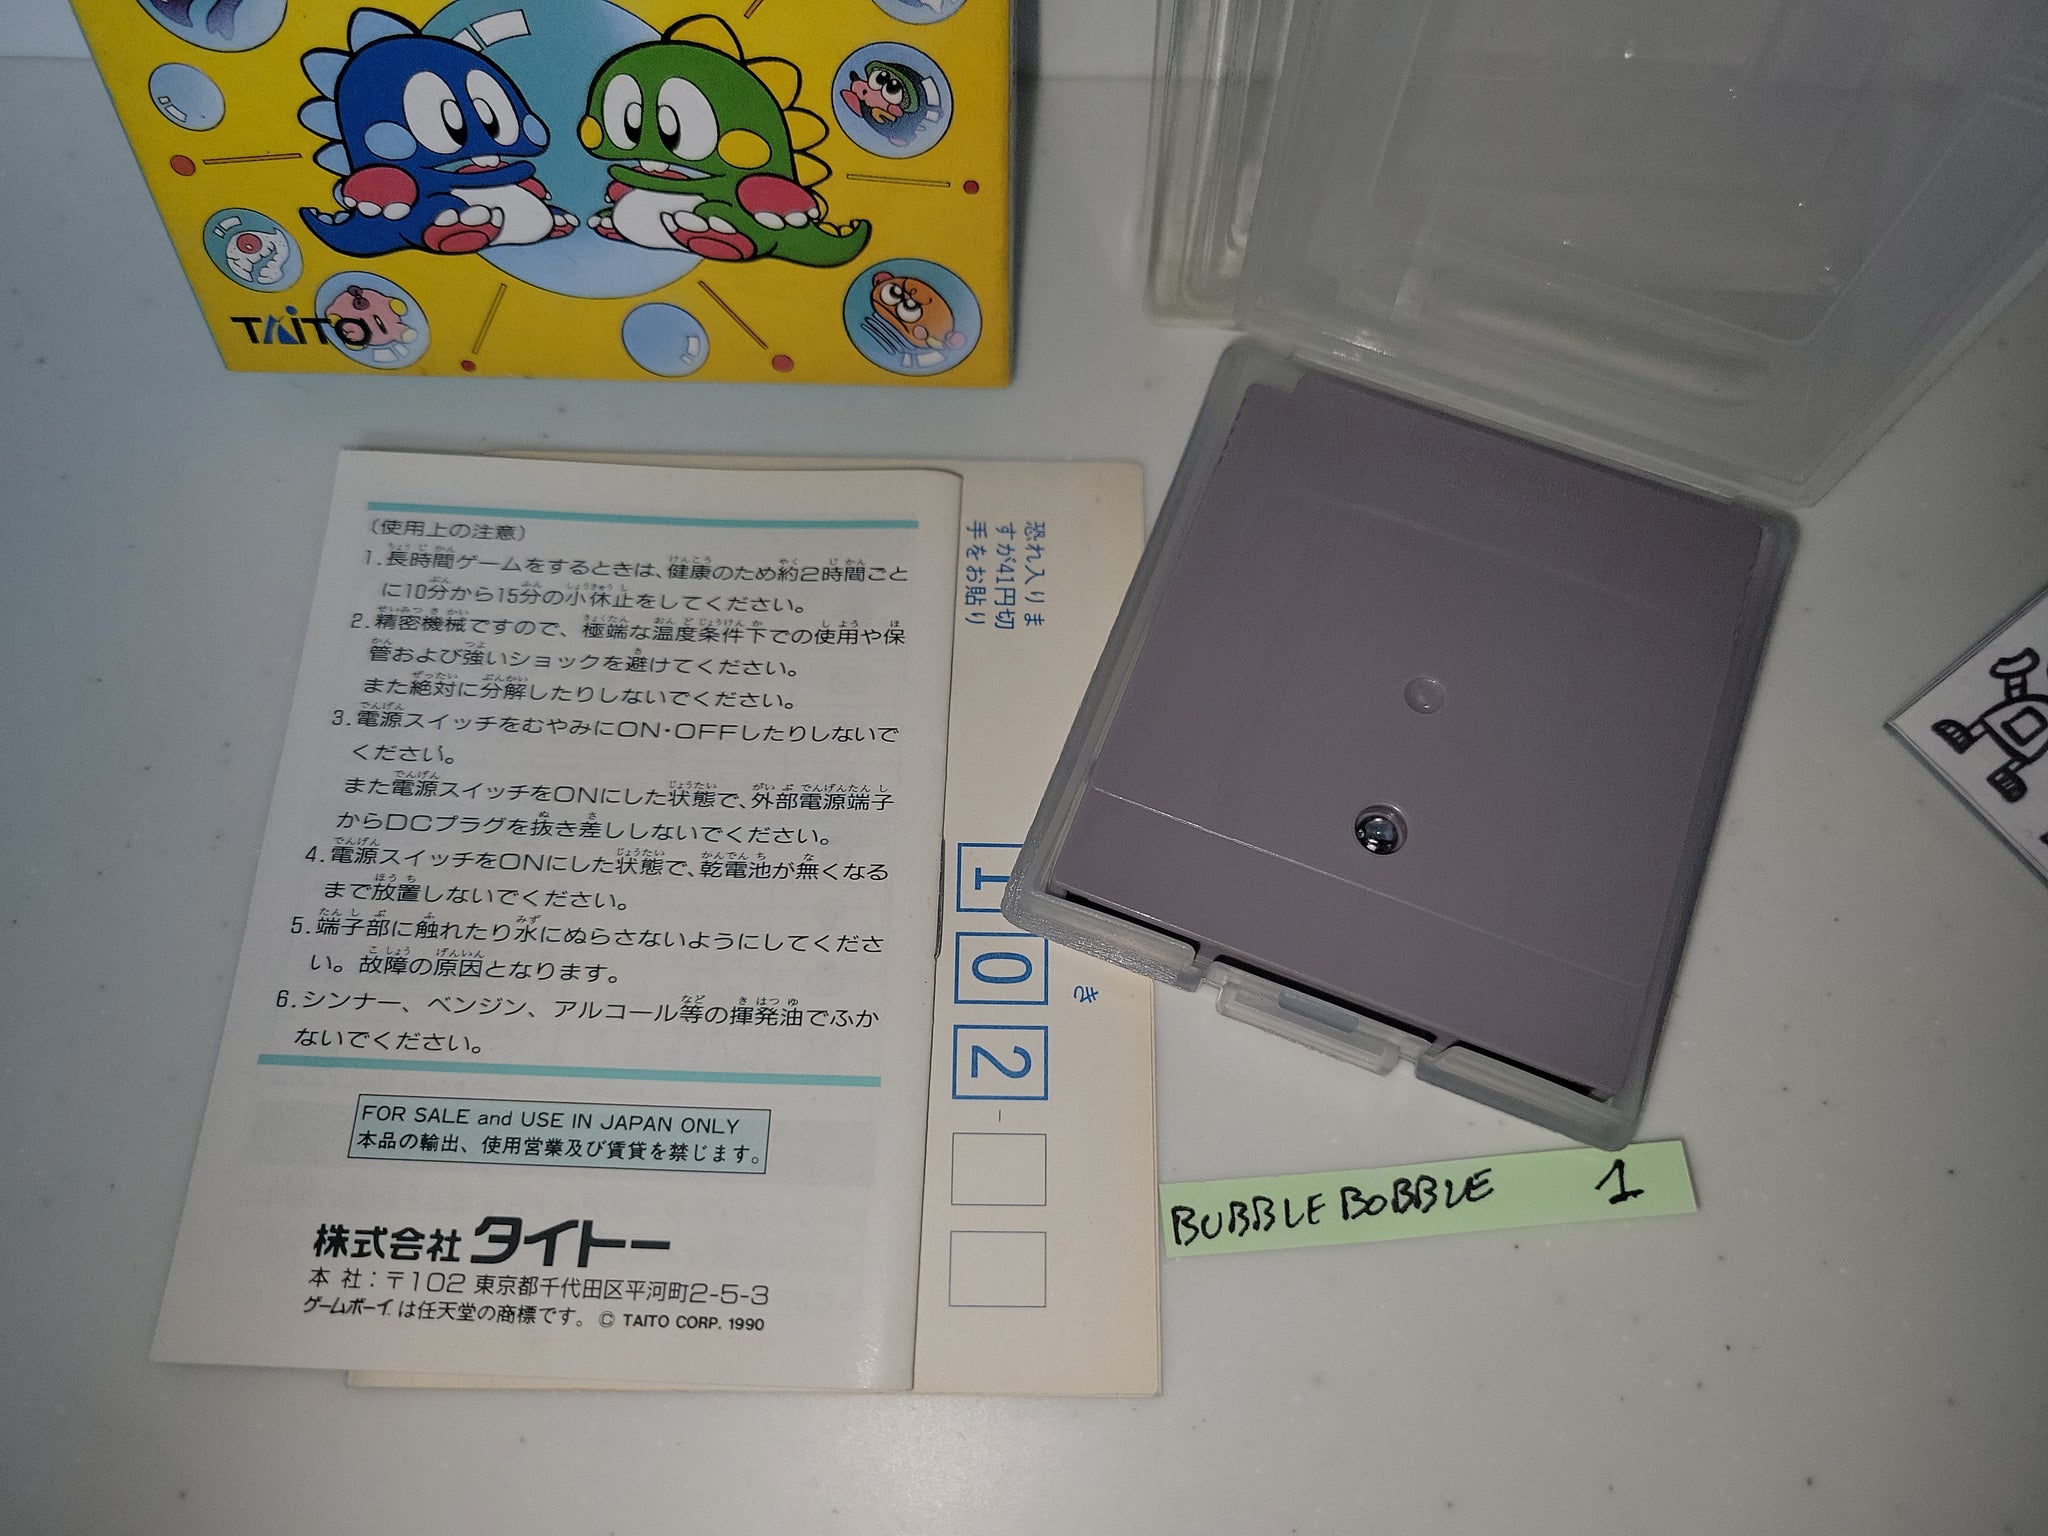 TAITO
(使用上の注意)
1.長時間ゲームをするときは、健康のため約2時間ごと
に10分から15分の小休止をしてください。
2.精密機械ですので、極端な温度条件下での使用や保
管および強いショックを避けてください。
また絶対に分解したりしないでください。
3.電源スイッチをむやみにON・OFFしたりしないで
ください。
また電源スイッチをONにした状態で、外部電源端子
からDCプラグを抜き差ししないでください。
4.電源スイッチをONにした状態で、乾電池が無くなる
まで放置しないでください。
5.端子部に触れたり水にぬらさないようにしてくださ
い。故障の原因となります。
6.シンナー、ベンジン、アルコール等の揮発油でふか
ないでください。
FOR SALE and USE IN JAPAN ONLY
本品の輸出、使用営業及び賃貸を禁じます。
株式会社タイトー
本 社:〒102 東京都千代田区平河町2-5-3
ゲームボーイは任天堂の商標です。© TAITO CORP. 1990
恐れ入りま
すが41円切
手をお貼り
き
102-
BUBBLE BOBBLE 1